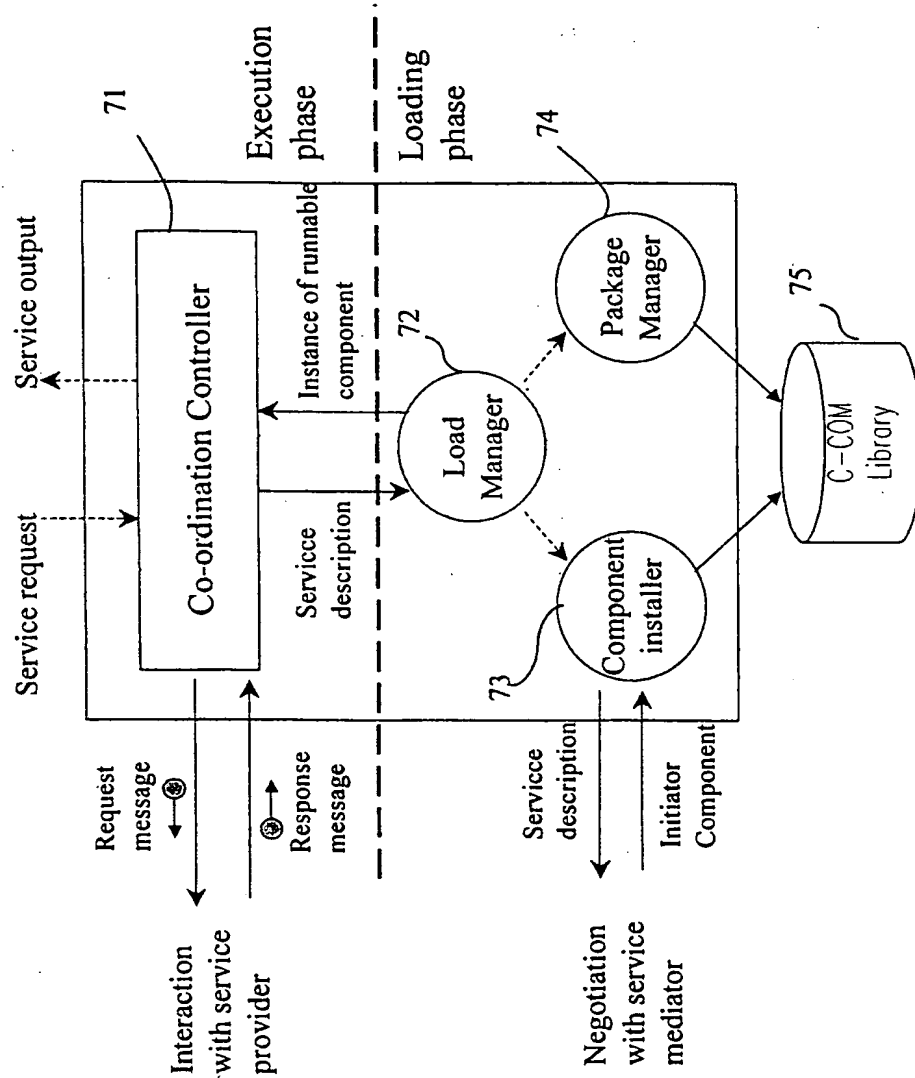 Service request
Service output
71
Co-ordination Controller
Request
message
Response
message
Interaction
with service
provider
Execution
phase
Servicce
description
Instance of runnable
component
Loading
phase
72
Load
Manager
73
Component
installer
74
Package
Manager
Servicce
description
Initiator
Component
Negotiation
with service
mediator
75
C-COM
Library